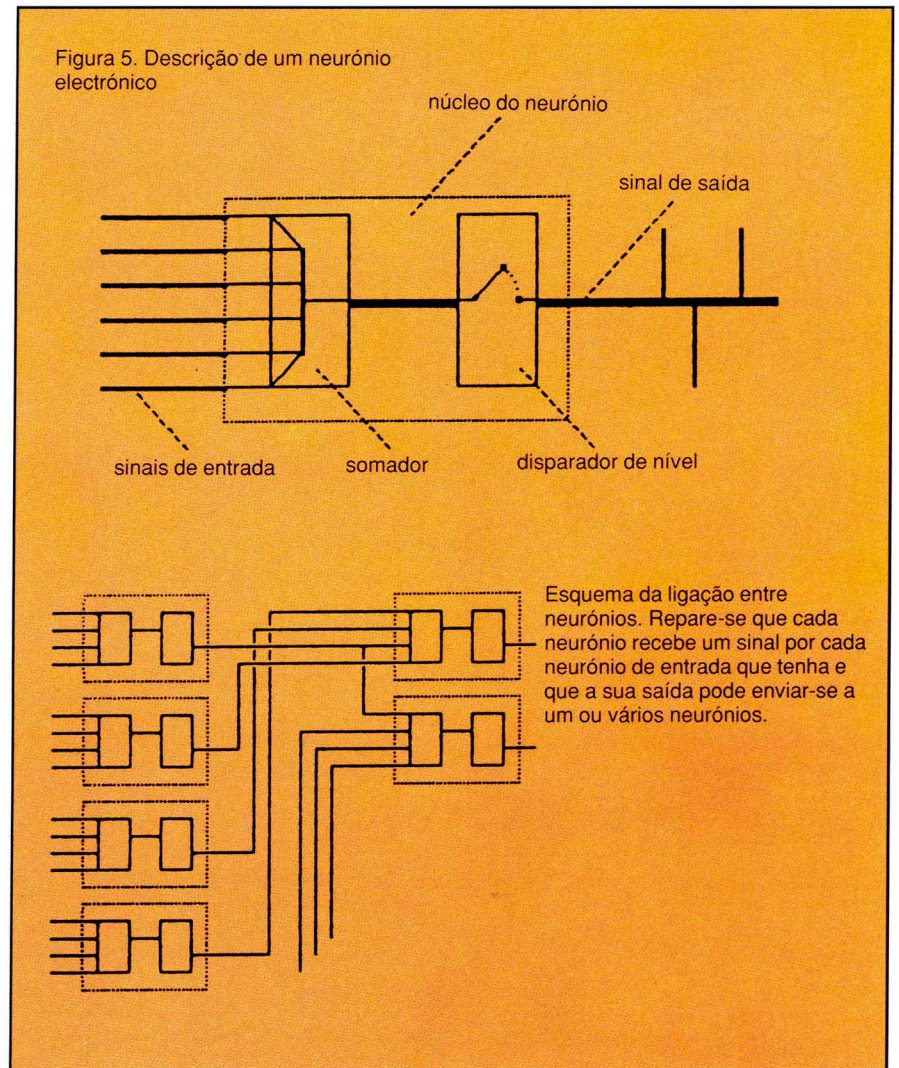 Figura 5. Descrição de um neurónio
electrónico
núcleo do neurónio
sinal de saída
sinais de entrada
somador
disparador de nível
Esquema da ligação entre
neurónios. Repare-se que cada
neurónio recebe um sinal por cada
neurónio de entrada que tenha e
que a sua saída pode enviar-se a
um ou vários neurónios.